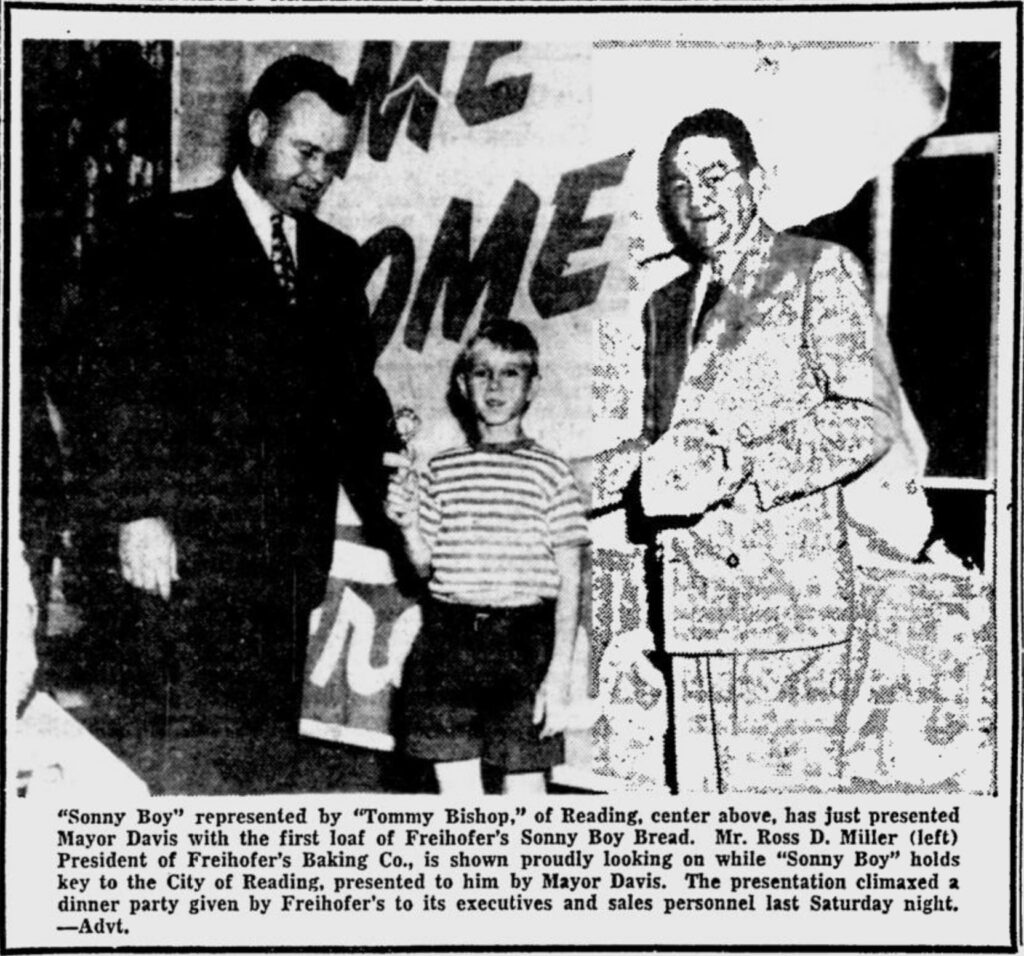 ME
OME
"Sonny Boy" represented by "Tommy Bishop," of Reading, center above, has just presented
Mayor Davis with the first loaf of Freihofer's Sonny Boy Bread. Mr. Ross D. Miller (left)
President of Freihofer's Baking Co., is shown proudly looking on while "Sonny Boy" holds
key to the City of Reading, presented to him by Mayor Davis. The presentation climaxed a
dinner party given by Freihofer's to its executives and sales personnel last Saturday night.
—Advt.